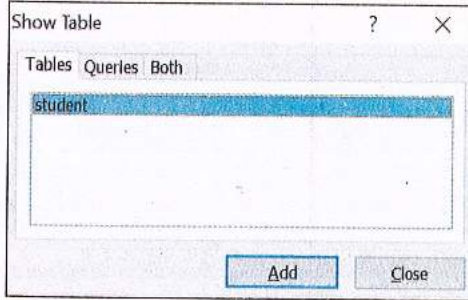 Show Table ? ×
Tables Queries Both
student
Add Close